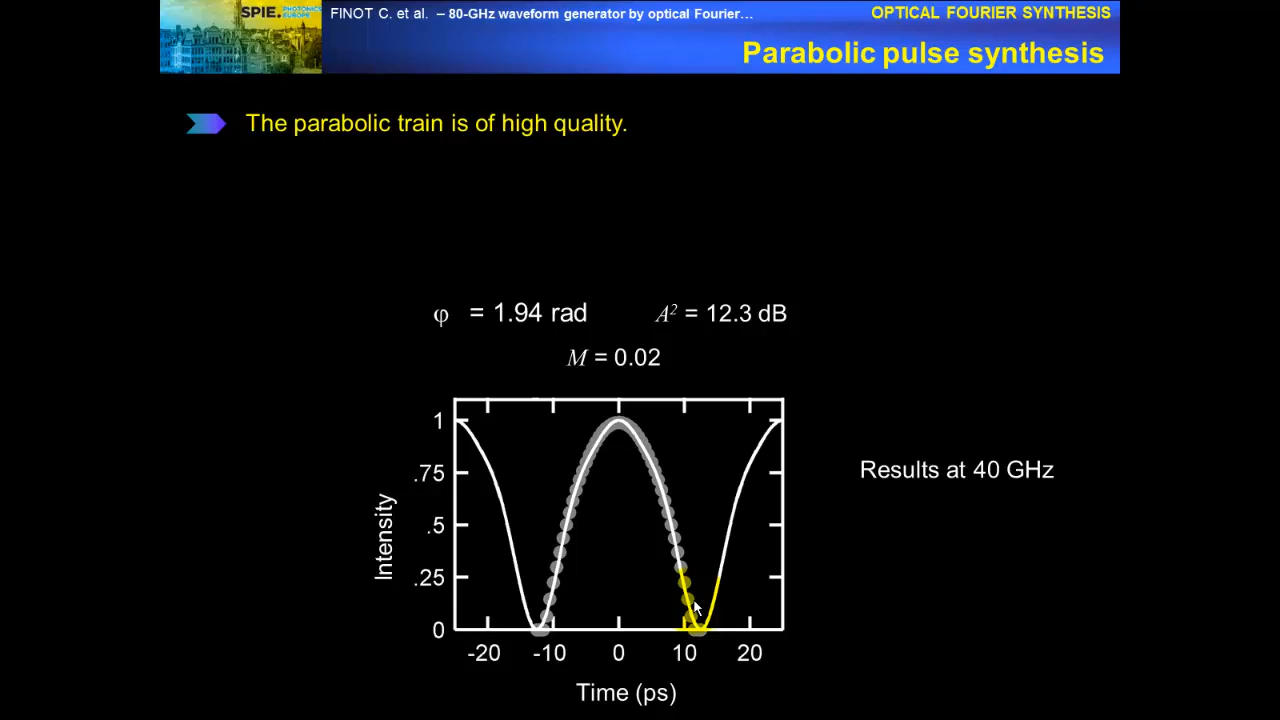 SPIE. PHOTONICS EUROPE
FINOT C. et al. – 80-GHz waveform generator by optical Fourier…
OPTICAL FOURIER SYNTHESIS
Parabolic pulse synthesis
The parabolic train is of high quality.
φ = 1.94 rad A² = 12.3 dB
M = 0.02
1
.75
.5
.25
0
Intensity
-20 -10 0 10 20
Time (ps)
Results at 40 GHz